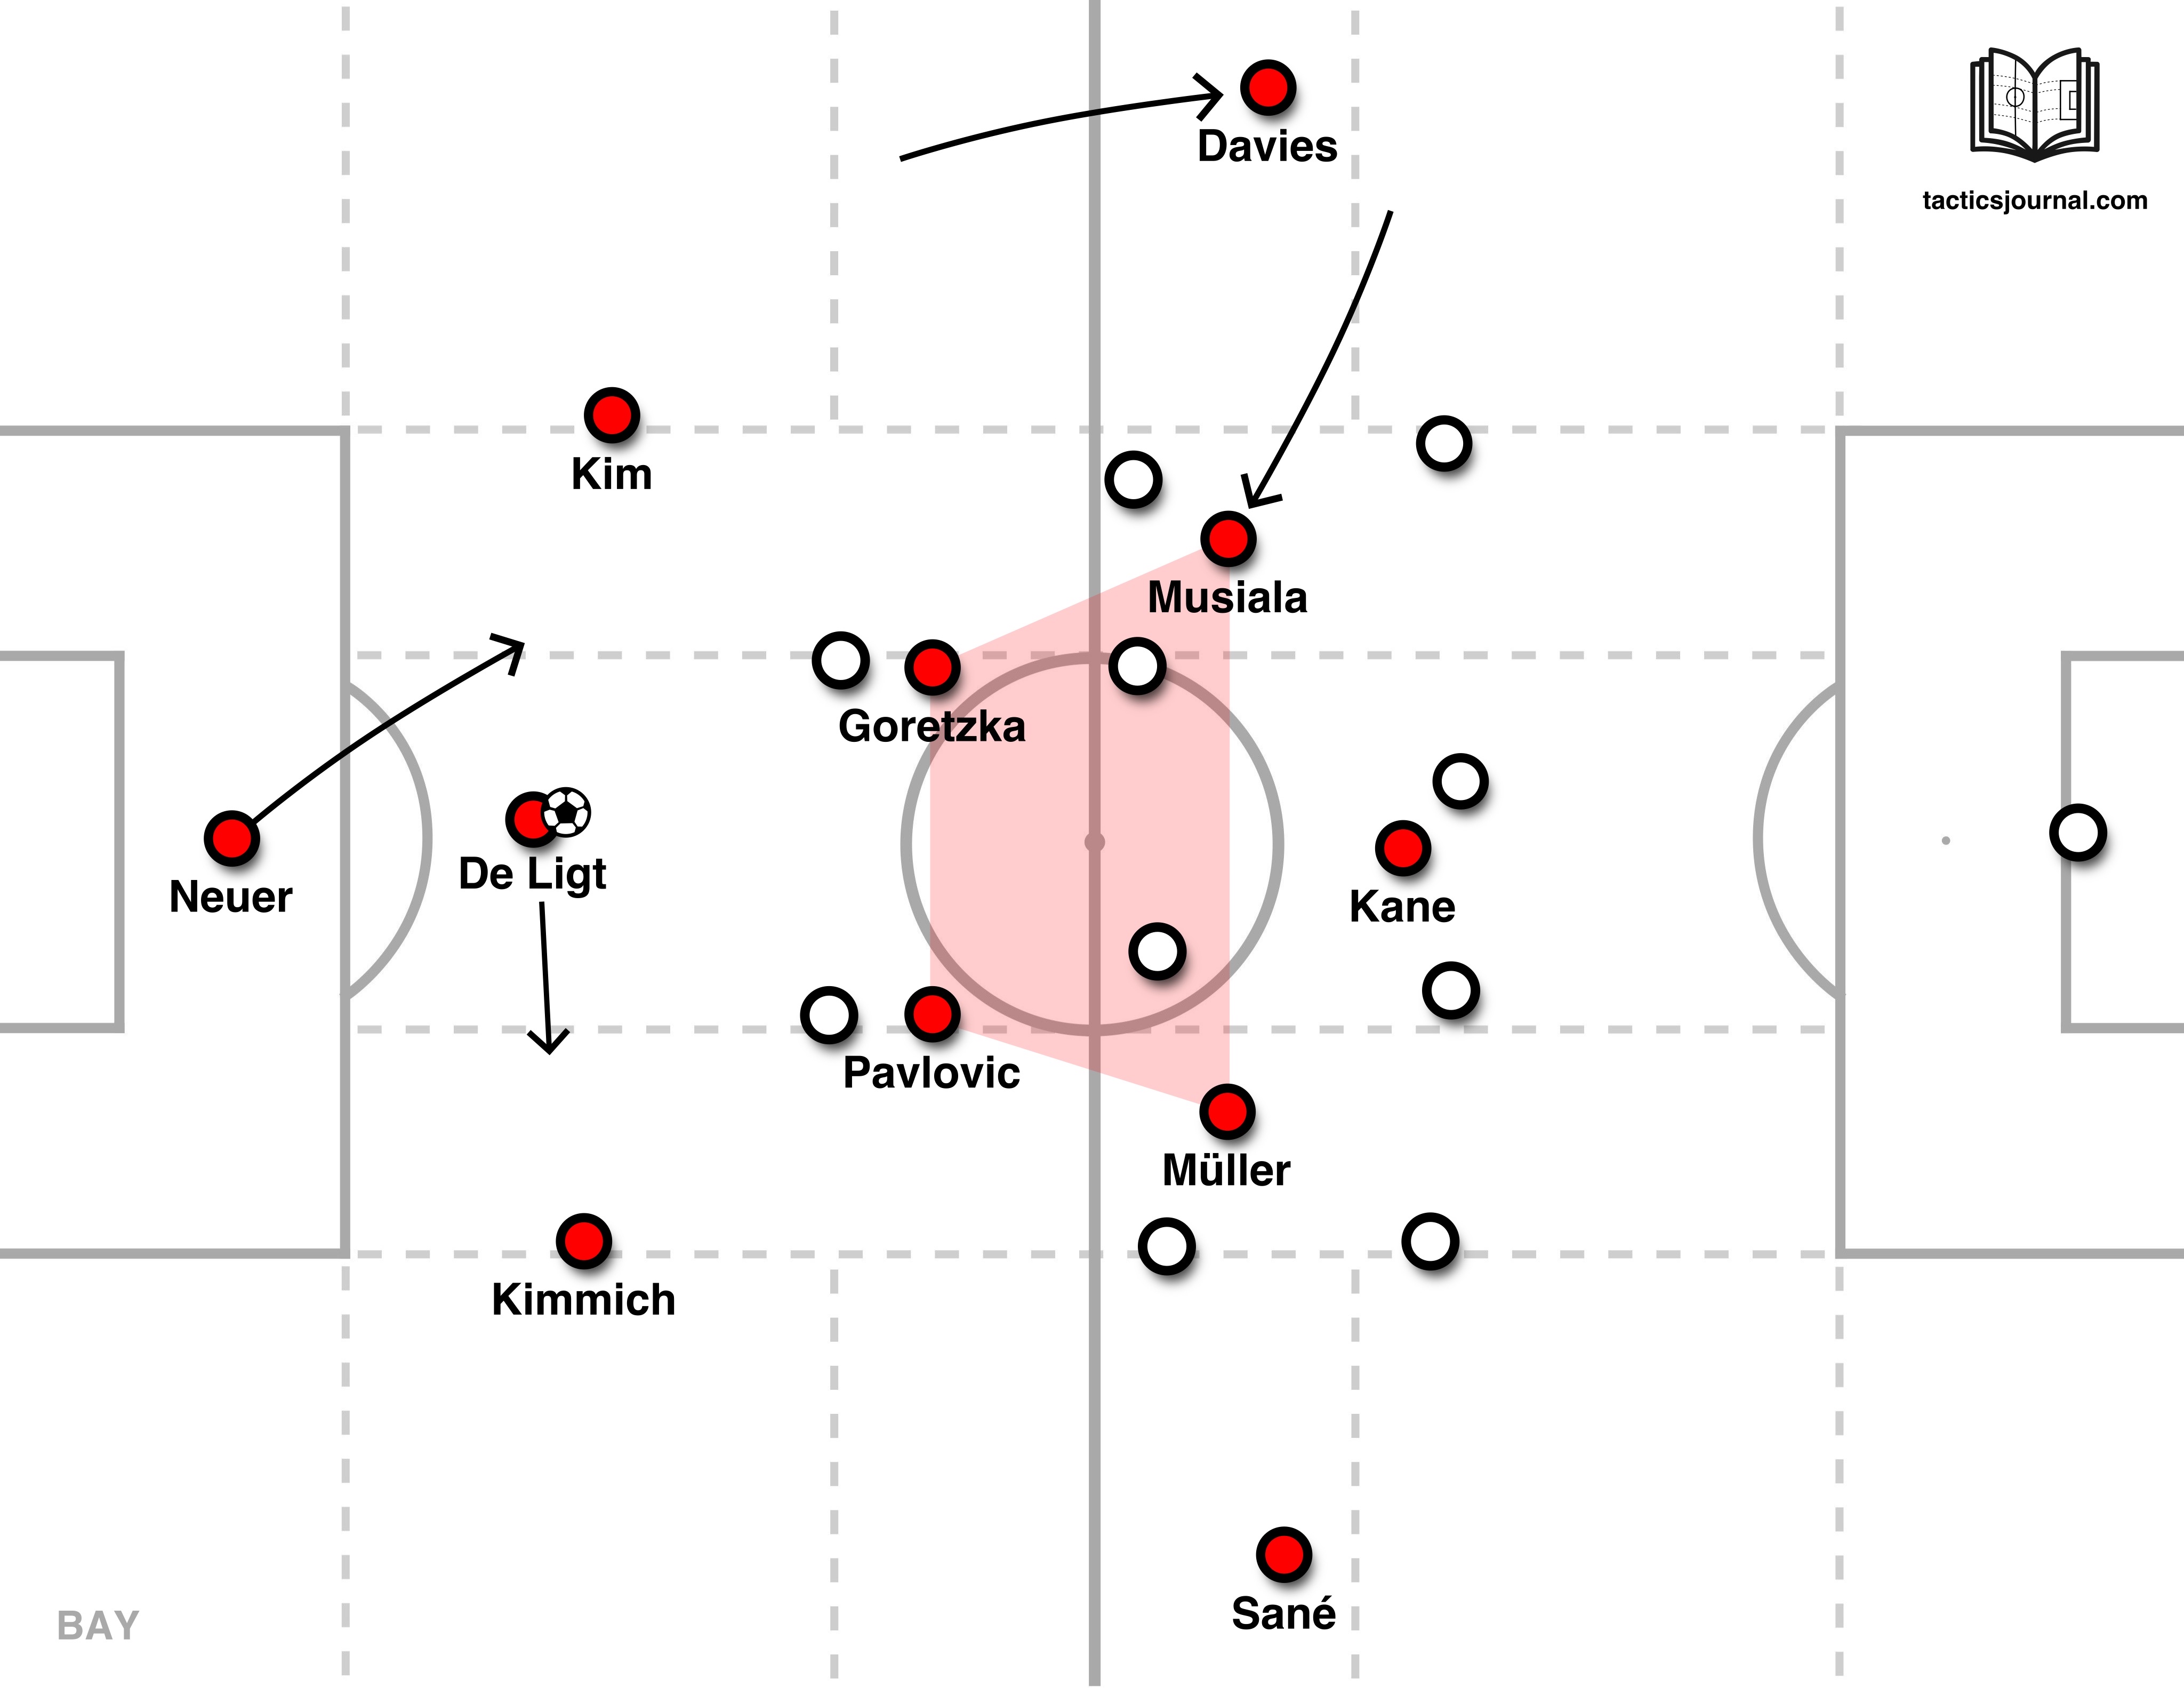 Davies
tacticsjournal.com
Kim
Musiala
Goretzka
De Ligt
Neuer
Kane
Pavlovic
Müller
Kimmich
Sané
BAY